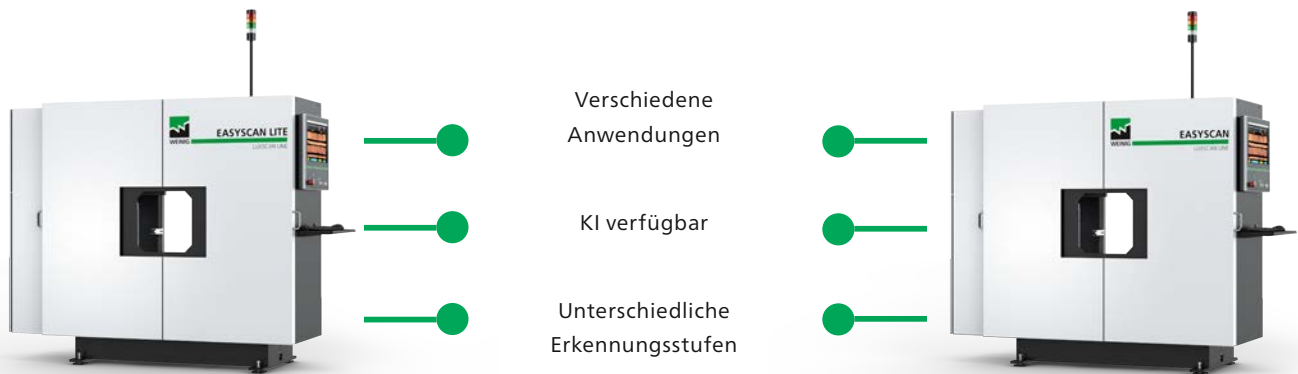 WEINIG
EASYSCAN LITE
LUXSCAN LINE
Verschiedene
Anwendungen
KI verfügbar
Unterschiedliche
Erkennungsstufen
WEINIG
EASYSCAN
LUXSCAN LINE